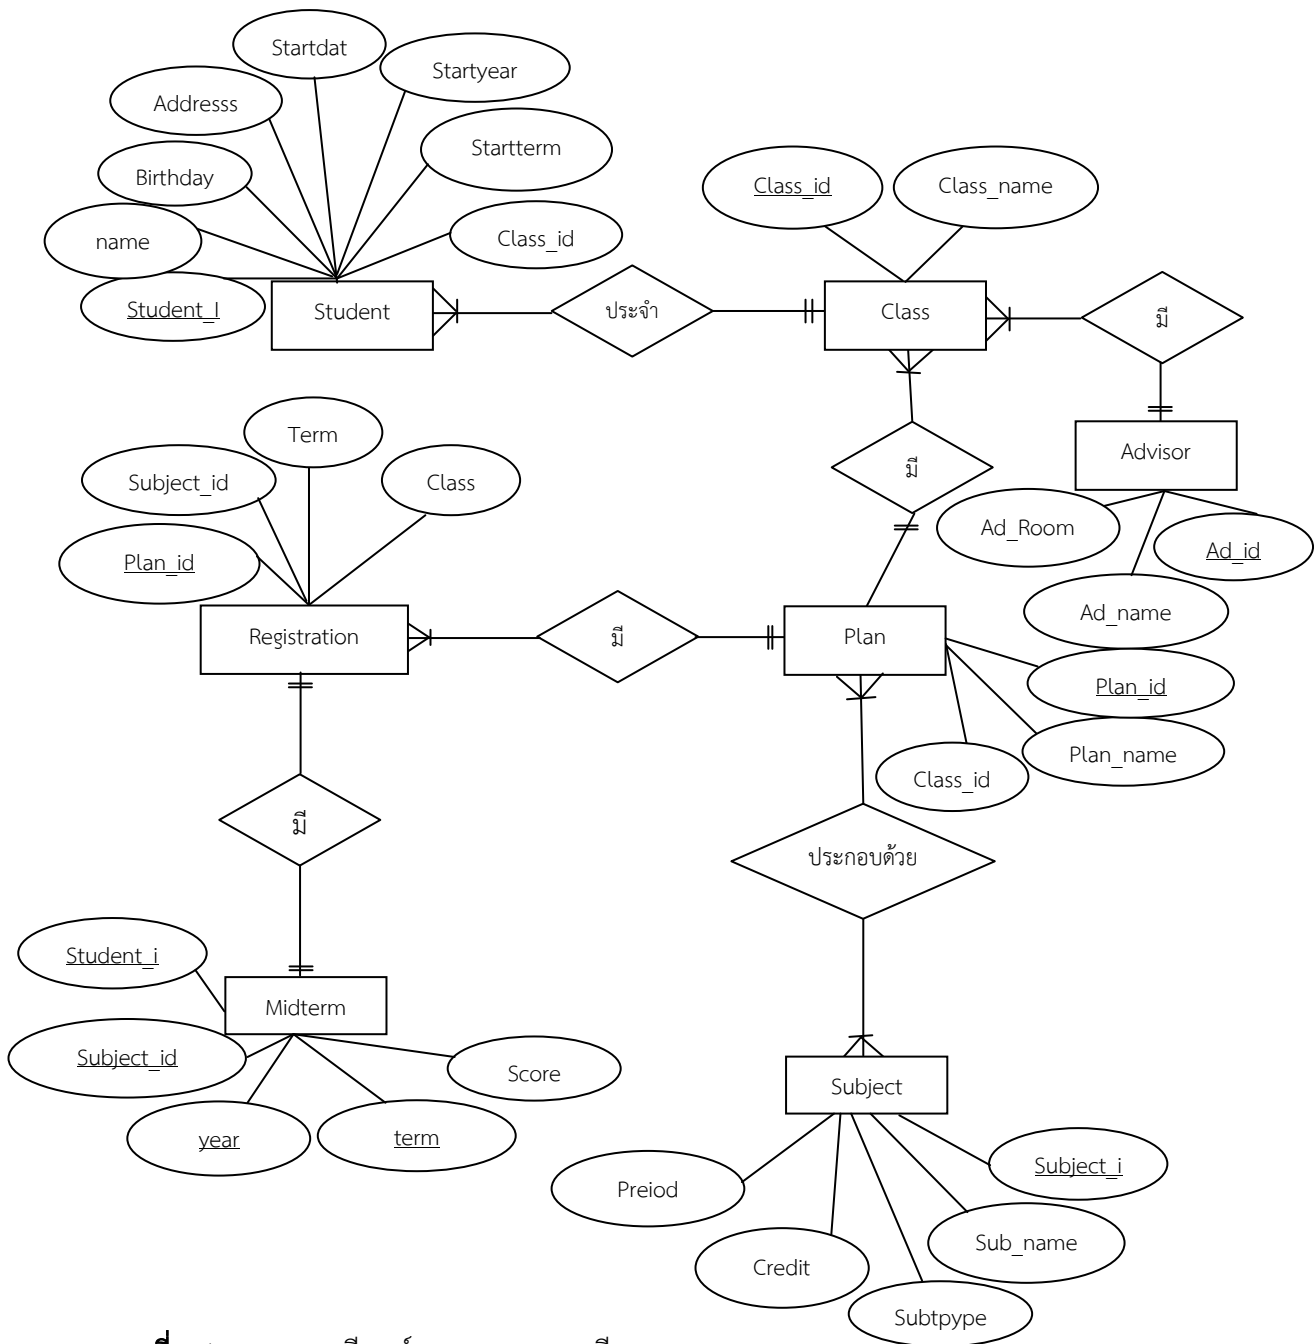 Startdat
Startyear
Addresss
Startterm
Birthday
Class_id
Class_name
name
Class_id
Student_I
Student
ประจำ
Class
มี
Term
Subject_id
Class
มี
Advisor
Ad_Room
Ad_id
Plan_id
Ad_name
Registration
มี
Plan
Plan_id
Plan_name
Class_id
มี
ประกอบด้วย
Student_i
Midterm
Subject_id
Score
year
term
Subject
Preiod
Subject_i
Sub_name
Credit
Subtpype